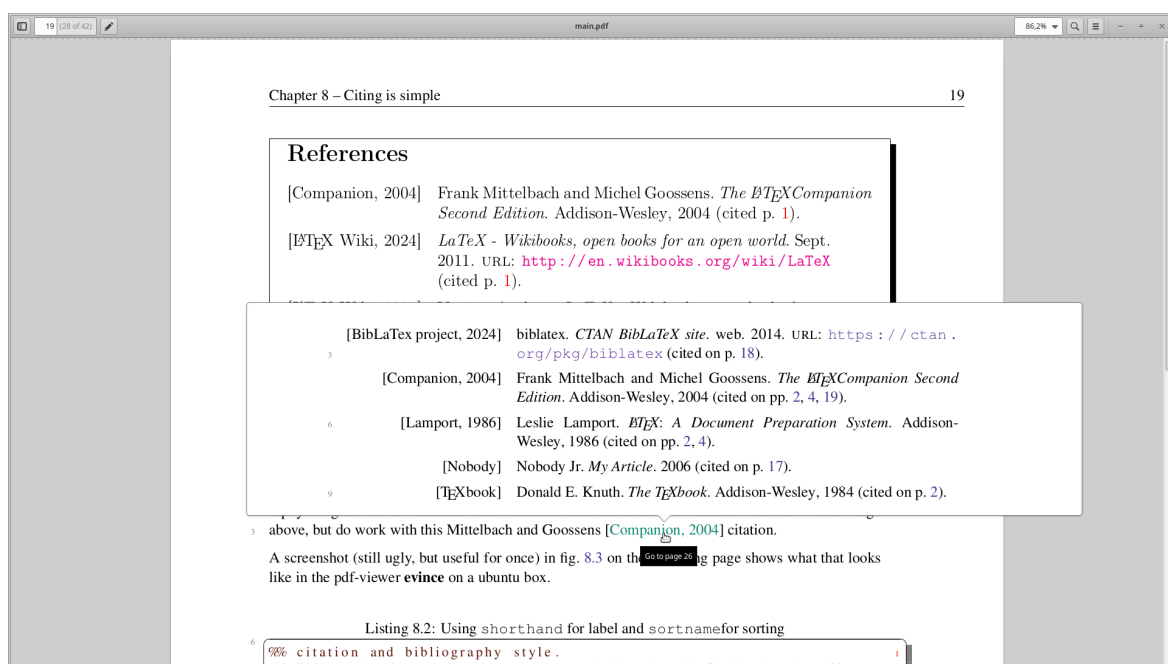 19 (28 of 42)
main.pdf
86,2%
Chapter 8 – Citing is simple 19
References
[Companion, 2004] Frank Mittelbach and Michel Goossens. The LATEXCompanion
Second Edition. Addison-Wesley, 2004 (cited p. 1).
[LATEX Wiki, 2024] LaTeX - Wikibooks, open books for an open world. Sept.
2011. URL: http://en.wikibooks.org/wiki/LaTeX
(cited p. 1).
[BibLaTex project, 2024] biblatex. CTAN BibLaTeX site. web. 2014. URL: https://ctan.
3 org/pkg/biblatex (cited on p. 18).
[Companion, 2004] Frank Mittelbach and Michel Goossens. The LATEXCompanion Second
Edition. Addison-Wesley, 2004 (cited on pp. 2, 4, 19).
6 [Lamport, 1986] Leslie Lamport. LATEX: A Document Preparation System. Addison-
Wesley, 1986 (cited on pp. 2, 4).
[Nobody] Nobody Jr. My Article. 2006 (cited on p. 17).
9 [TEXbook] Donald E. Knuth. The TEXbook. Addison-Wesley, 1984 (cited on p. 2).
3 above, but do work with this Mittelbach and Goossens [Companion, 2004] citation.
Go to page 26
A screenshot (still ugly, but useful for once) in fig. 8.3 on the ng page shows what that looks
like in the pdf-viewer evince on a ubuntu box.
Listing 8.2: Using shorthand for label and sortnamefor sorting
6
%% citation and bibliography style. 1